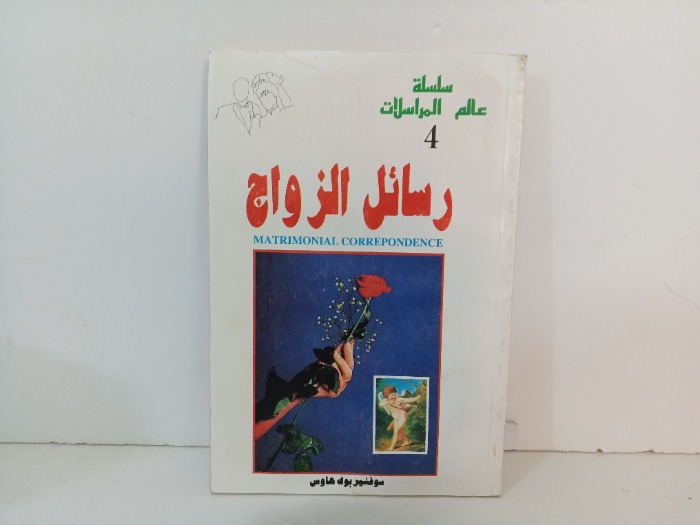 سلسلة
عالم المراسلات
4
رسائل الزواج
MATRIMONIAL CORREPONDENCE
سوفنير بوك هاوس